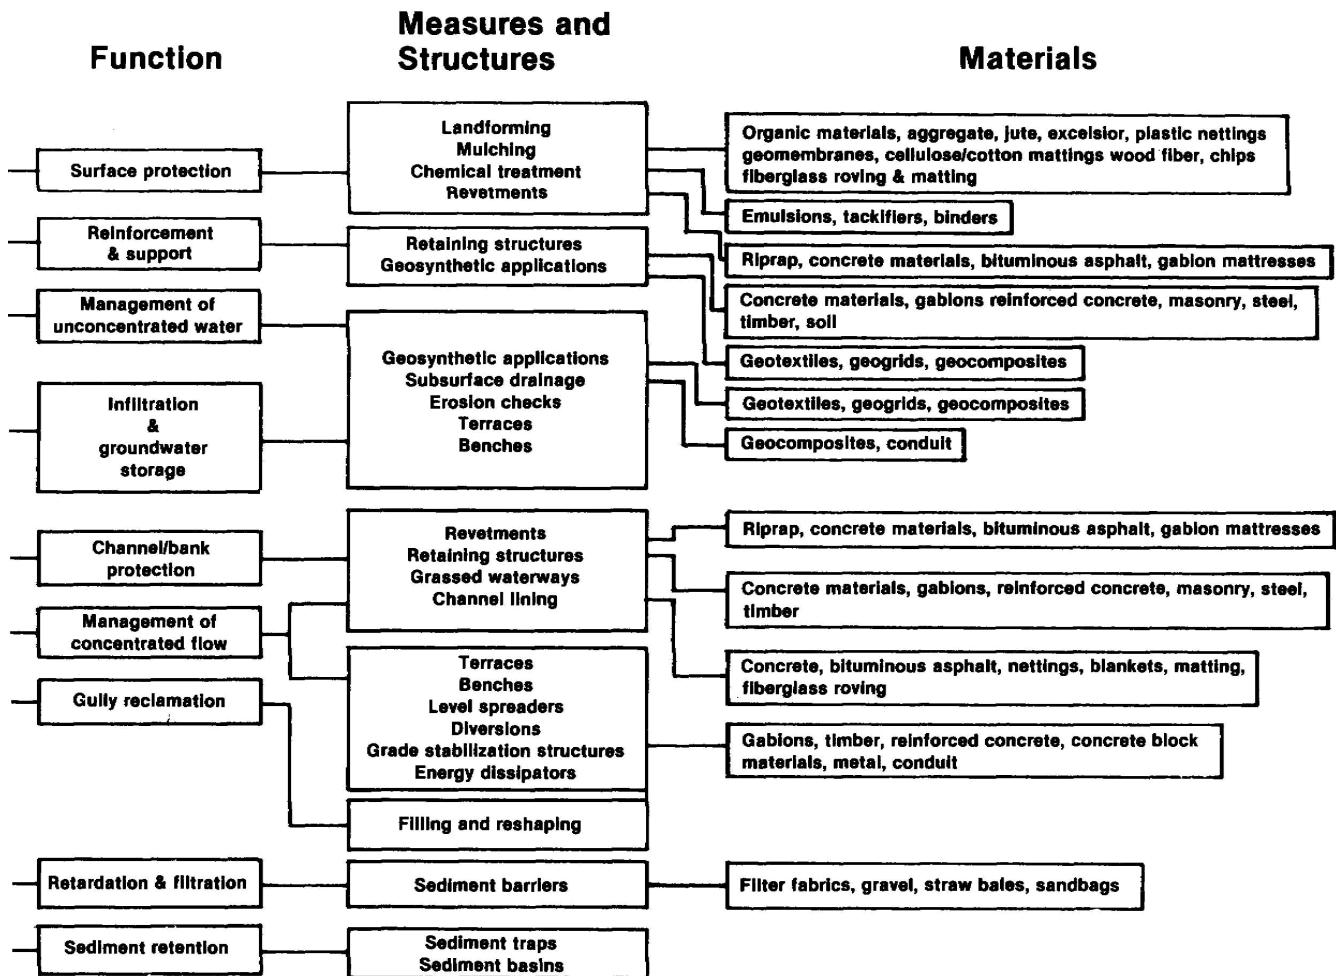 Function
Measures and
Structures
Materials
Surface protection
Landforming
Mulching
Chemical treatment
Revetments
Organic materials, aggregate, jute, excelsior, plastic nettings
geomembranes, cellulose/cotton mattings wood fiber, chips
fiberglass roving & matting
Emulsions, tackifiers, binders
Riprap, concrete materials, bituminous asphalt, gabion mattresses
Reinforcement
& support
Retaining structures
Geosynthetic applications
Concrete materials, gabions reinforced concrete, masonry, steel,
timber, soil
Geotextiles, geogrids, geocomposites
Management of
unconcentrated water
Infiltration
&
groundwater
storage
Geosynthetic applications
Subsurface drainage
Erosion checks
Terraces
Benches
Geotextiles, geogrids, geocomposites
Geocomposites, conduit
Channel/bank
protection
Revetments
Retaining structures
Grassed waterways
Channel lining
Riprap, concrete materials, bituminous asphalt, gabion mattresses
Concrete materials, gabions, reinforced concrete, masonry, steel,
timber
Concrete, bituminous asphalt, nettings, blankets, matting,
fiberglass roving
Management of
concentrated flow
Terraces
Benches
Level spreaders
Diversions
Grade stabilization structures
Energy dissipators
Gabions, timber, reinforced concrete, concrete block
materials, metal, conduit
Gully reclamation
Filling and reshaping
Retardation & filtration
Sediment barriers
Filter fabrics, gravel, straw bales, sandbags
Sediment retention
Sediment traps
Sediment basins